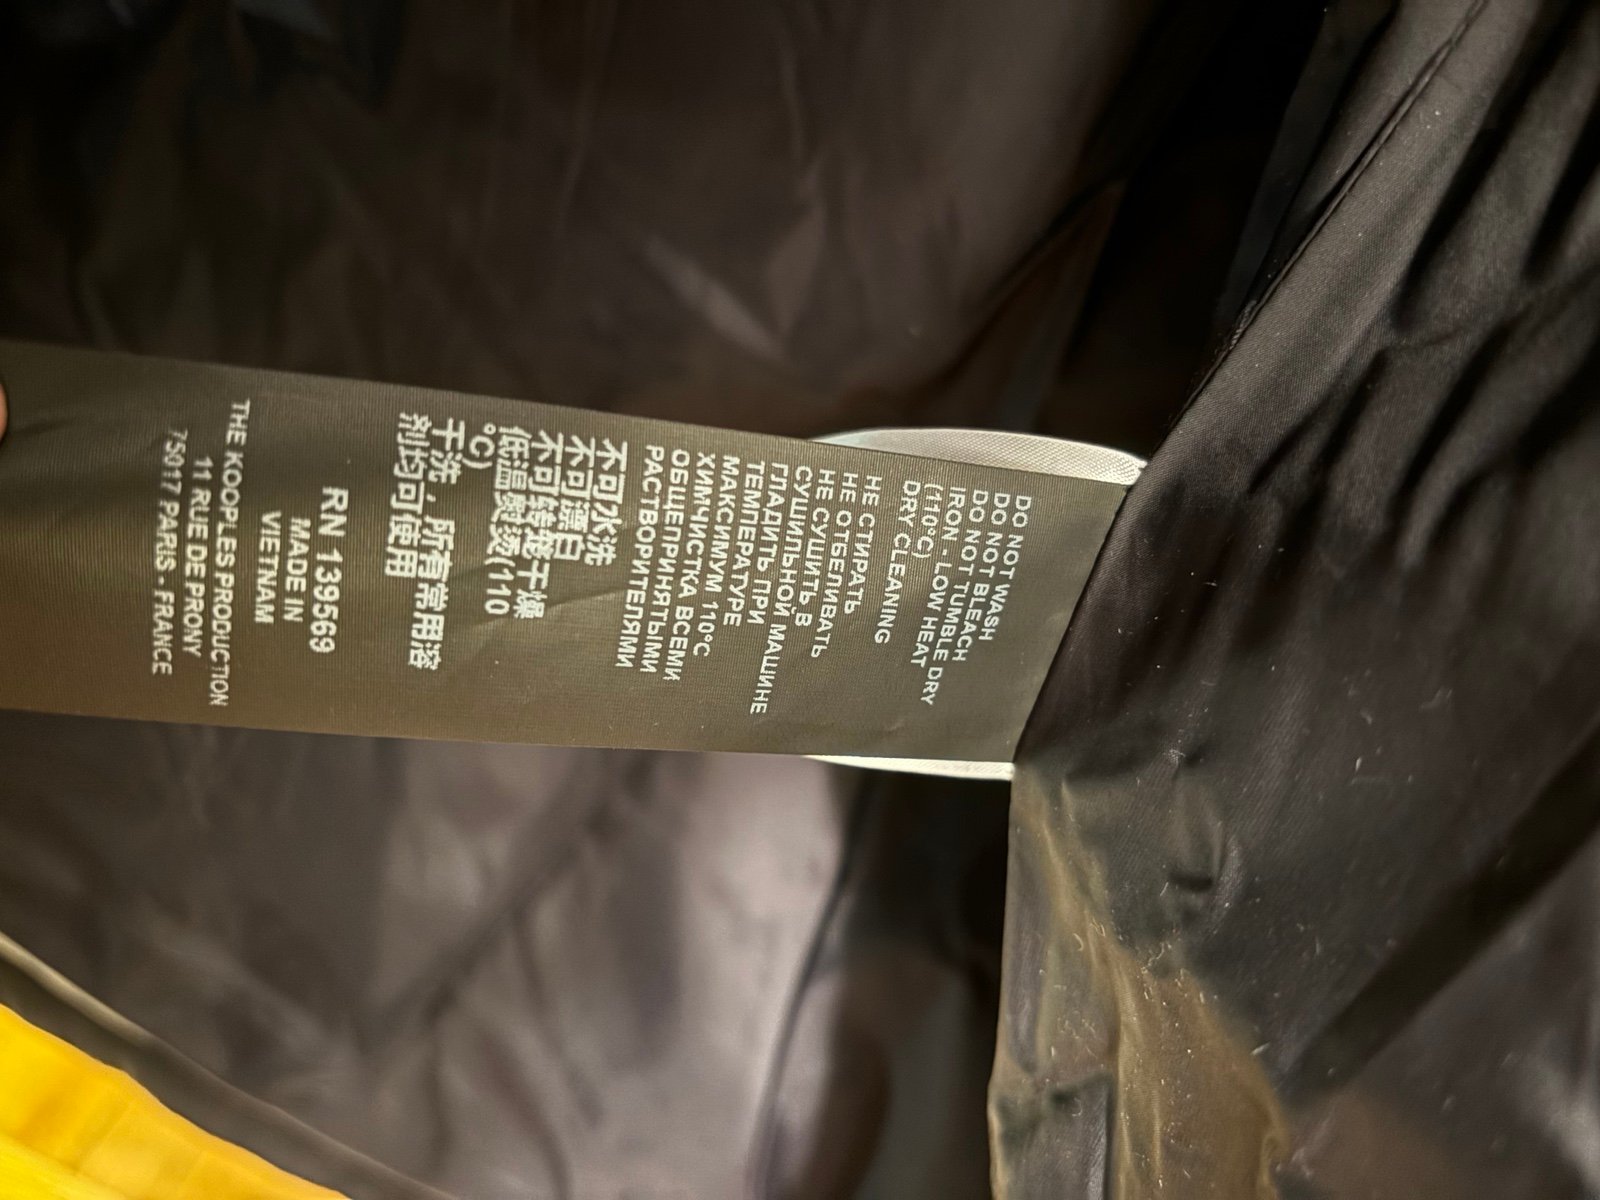 DO NOT WASH
DO NOT BLEACH
DO NOT TUMBLE DRY
IRON - LOW HEAT
(110°C)
DRY CLEANING
НЕ СТИРАТЬ
НЕ ОТБЕЛИВАТЬ
НЕ СУШИТЬ В
СУШИЛЬНОЙ МАШИНЕ
ГЛАДИТЬ ПРИ
ТЕМПЕРАТУРЕ
МАКСИМУМ 110°C
ХИМЧИСТКА ВСЕМИ
ОБЩЕПРИНЯТЫМИ
РАСТВОРИТЕЛЯМИ
不可水洗
不可漂白
不可转笼干燥
低温熨烫(110
°C)
干洗，所有常用溶
剂均可使用
RN 139569
MADE IN
VIETNAM
THE KOOPLES PRODUCTION
11 RUE DE PRONY
75017 PARIS - FRANCE